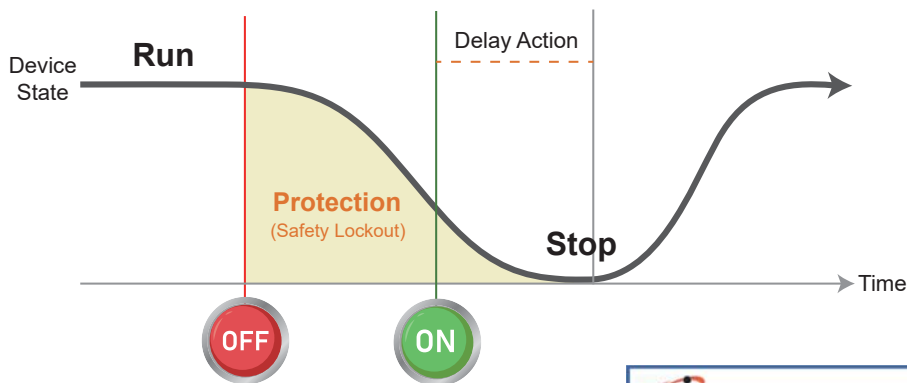 Run
Delay Action
Device
State
Protection
(Safety Lockout)
Stop
Time
OFF
ON